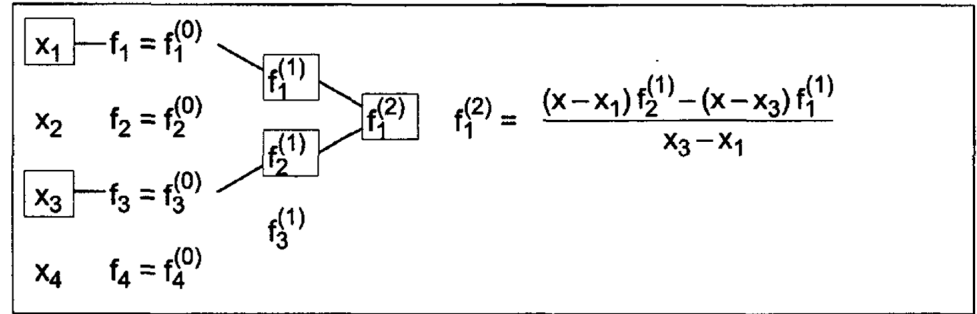 x₁ f₁ = f₁⁽⁰⁾
f₁⁽¹⁾
x₂ f₂ = f₂⁽⁰⁾ f₁⁽²⁾ f₁⁽²⁾ = (x – x₁) f₂⁽¹⁾ – (x – x₃) f₁⁽¹⁾ / x₃ – x₁
f₂⁽¹⁾
x₃ f₃ = f₃⁽⁰⁾
f₃⁽¹⁾
x₄ f₄ = f₄⁽⁰⁾